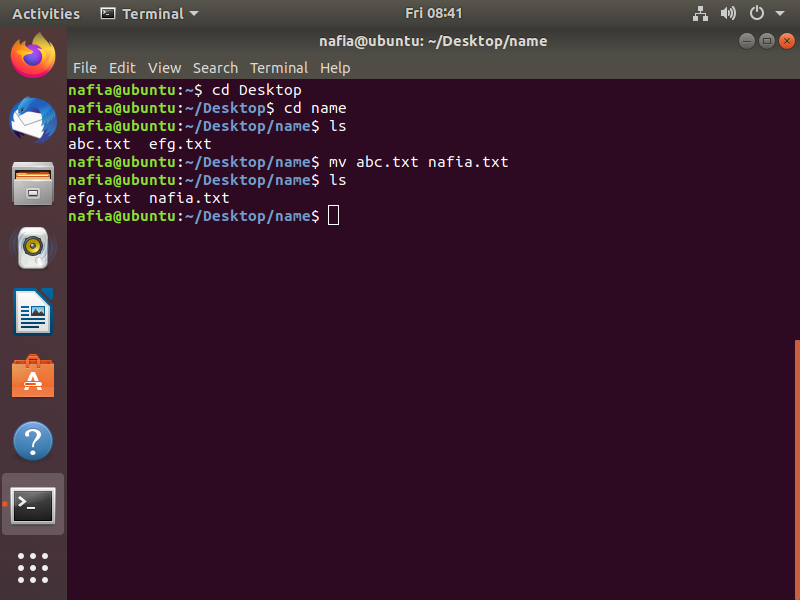 Activities Terminal Fri 08:41
nafia@ubuntu: ~/Desktop/name
File Edit View Search Terminal Help
nafia@ubuntu:~$ cd Desktop
nafia@ubuntu:~/Desktop$ cd name
nafia@ubuntu:~/Desktop/name$ ls
abc.txt  efg.txt
nafia@ubuntu:~/Desktop/name$ mv abc.txt nafia.txt
nafia@ubuntu:~/Desktop/name$ ls
efg.txt  nafia.txt
nafia@ubuntu:~/Desktop/name$